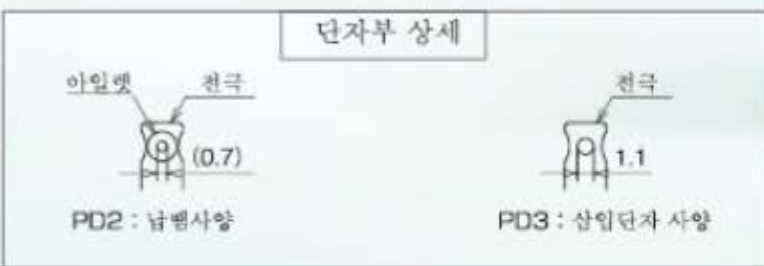 단자부 상세
아일렛 전극
(0.7)
PD2 : 납땜사양
전극
1.1
PD3 : 삽입단자 사양